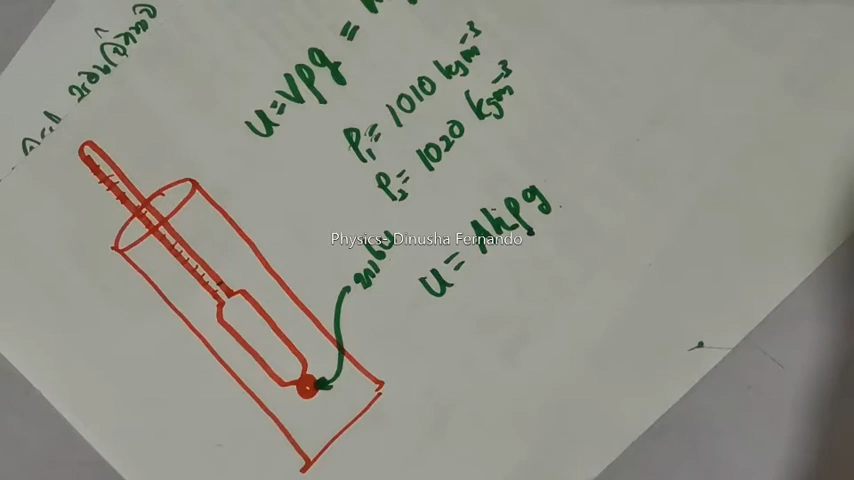 U = Vρg =
ρ₁ = 1010 kgm⁻³
ρ₂ = 1020 kgm⁻³
U = Ahρg
Physics- Dinusha Fernando